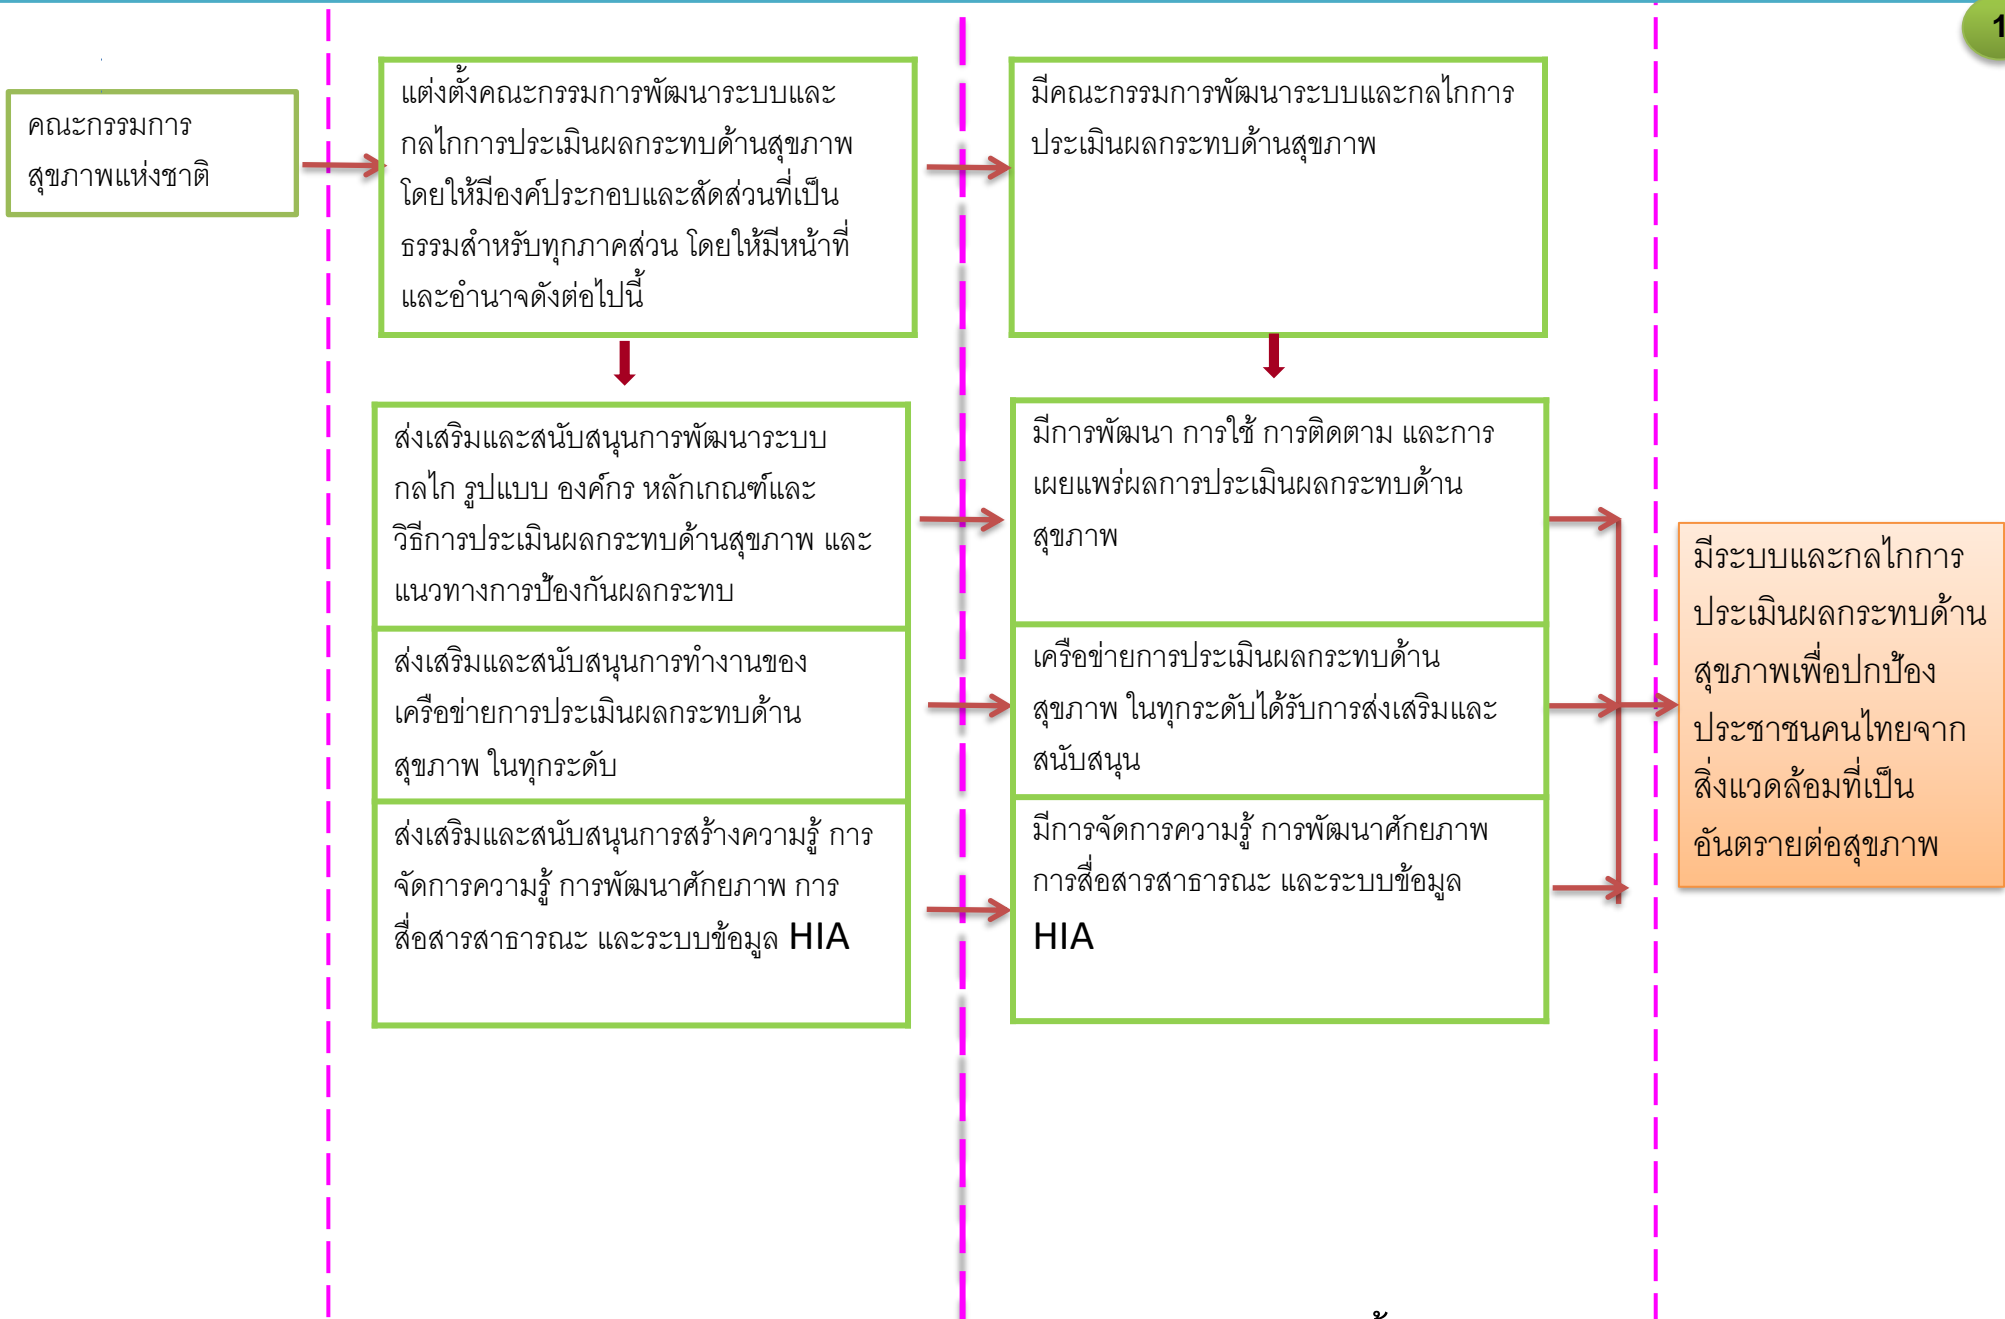 1
คณะกรรมการ
สุขภาพแห่งชาติ
แต่งตั้งคณะกรรมการพัฒนาระบบและ
กลไกการประเมินผลกระทบด้านสุขภาพ
โดยให้มีองค์ประกอบและสัดส่วนที่เป็น
ธรรมสำหรับทุกภาคส่วน โดยให้มีหน้าที่
และอำนาจดังต่อไปนี้
มีคณะกรรมการพัฒนาระบบและกลไกการ
ประเมินผลกระทบด้านสุขภาพ
ส่งเสริมและสนับสนุนการพัฒนาระบบ
กลไก รูปแบบ องค์กร หลักเกณฑ์และ
วิธีการประเมินผลกระทบด้านสุขภาพ และ
แนวทางการป้องกันผลกระทบ
มีการพัฒนา การใช้ การติดตาม และการ
เผยแพร่ผลการประเมินผลกระทบด้าน
สุขภาพ
ส่งเสริมและสนับสนุนการทำงานของ
เครือข่ายการประเมินผลกระทบด้าน
สุขภาพ ในทุกระดับ
เครือข่ายการประเมินผลกระทบด้าน
สุขภาพ ในทุกระดับได้รับการส่งเสริมและ
สนับสนุน
ส่งเสริมและสนับสนุนการสร้างความรู้ การ
จัดการความรู้ การพัฒนาศักยภาพ การ
สื่อสารสาธารณะ และระบบข้อมูล HIA
มีการจัดการความรู้ การพัฒนาศักยภาพ
การสื่อสารสาธารณะ และระบบข้อมูล
HIA
มีระบบและกลไกการ
ประเมินผลกระทบด้าน
สุขภาพเพื่อปกป้อง
ประชาชนคนไทยจาก
สิ่งแวดล้อมที่เป็น
อันตรายต่อสุขภาพ